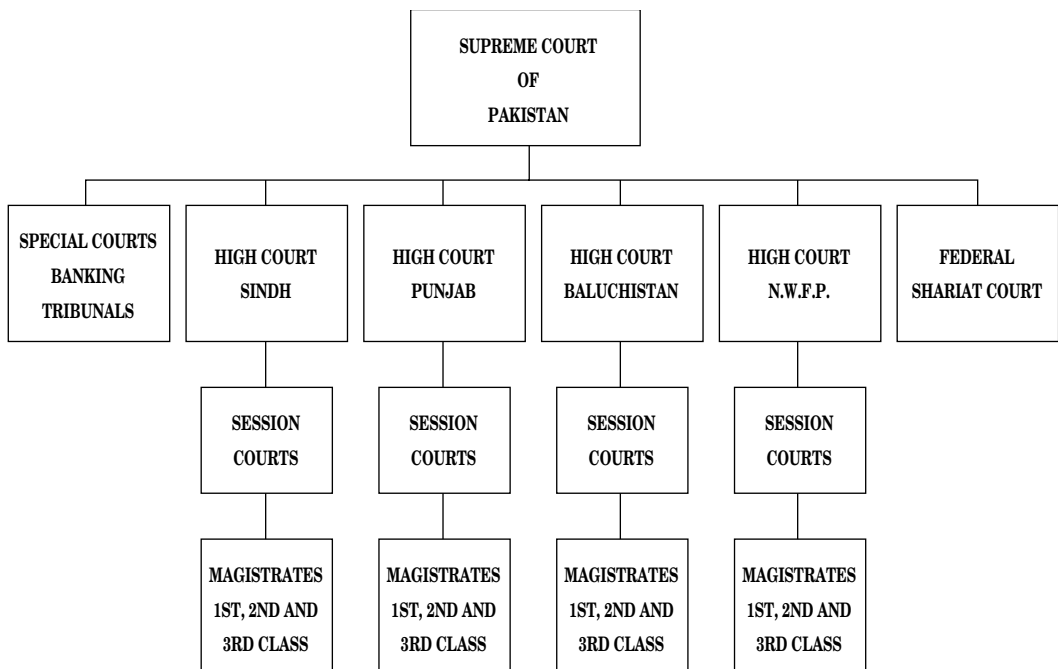 SUPREME COURT
OF
PAKISTAN
SPECIAL COURTS
BANKING
TRIBUNALS
HIGH COURT
SINDH
HIGH COURT
PUNJAB
HIGH COURT
BALUCHISTAN
HIGH COURT
N.W.F.P.
FEDERAL
SHARIAT COURT
SESSION
COURTS
SESSION
COURTS
SESSION
COURTS
SESSION
COURTS
MAGISTRATES
1ST, 2ND AND
3RD CLASS
MAGISTRATES
1ST, 2ND AND
3RD CLASS
MAGISTRATES
1ST, 2ND AND
3RD CLASS
MAGISTRATES
1ST, 2ND AND
3RD CLASS